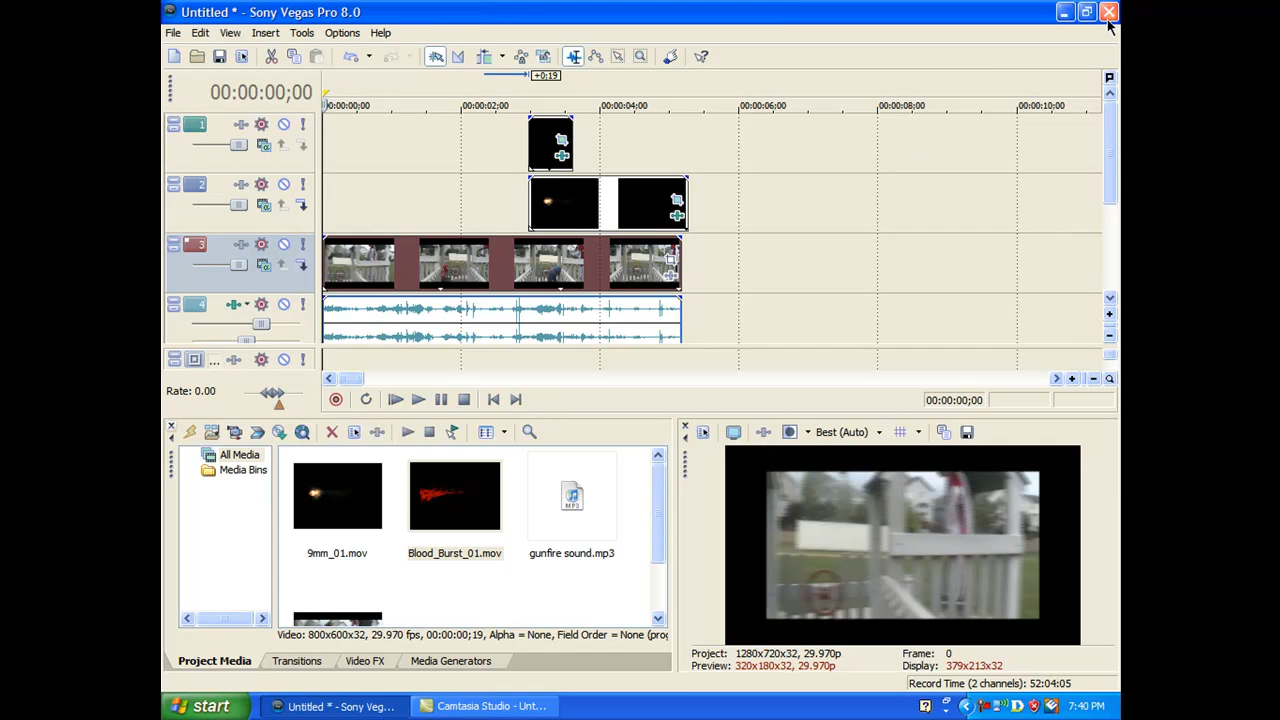 Untitled * - Sony Vegas Pro 8.0
File Edit View Insert Tools Options Help
+0;19
00:00:00;00
00:00:00;00 00:00:02;00 00:00:04;00 00:00:06;00 00:00:08;00 00:00:10;00
1
2
3
4
...
Rate: 0.00
00:00:00;00
Best (Auto)
All Media
Media Bins
MP3
9mm_01.mov Blood_Burst_01.mov gunfire sound.mp3
Video: 800x600x32, 29.970 fps, 00:00:00;19, Alpha = None, Field Order = None (prog
Project: 1280x720x32, 29.970p Frame: 0
Preview: 320x180x32, 29.970p Display: 379x213x32
Project Media Transitions Video FX Media Generators
Record Time (2 channels): 52:04:05
start Untitled * - Sony Veg... Camtasia Studio - Unt... 7:40 PM